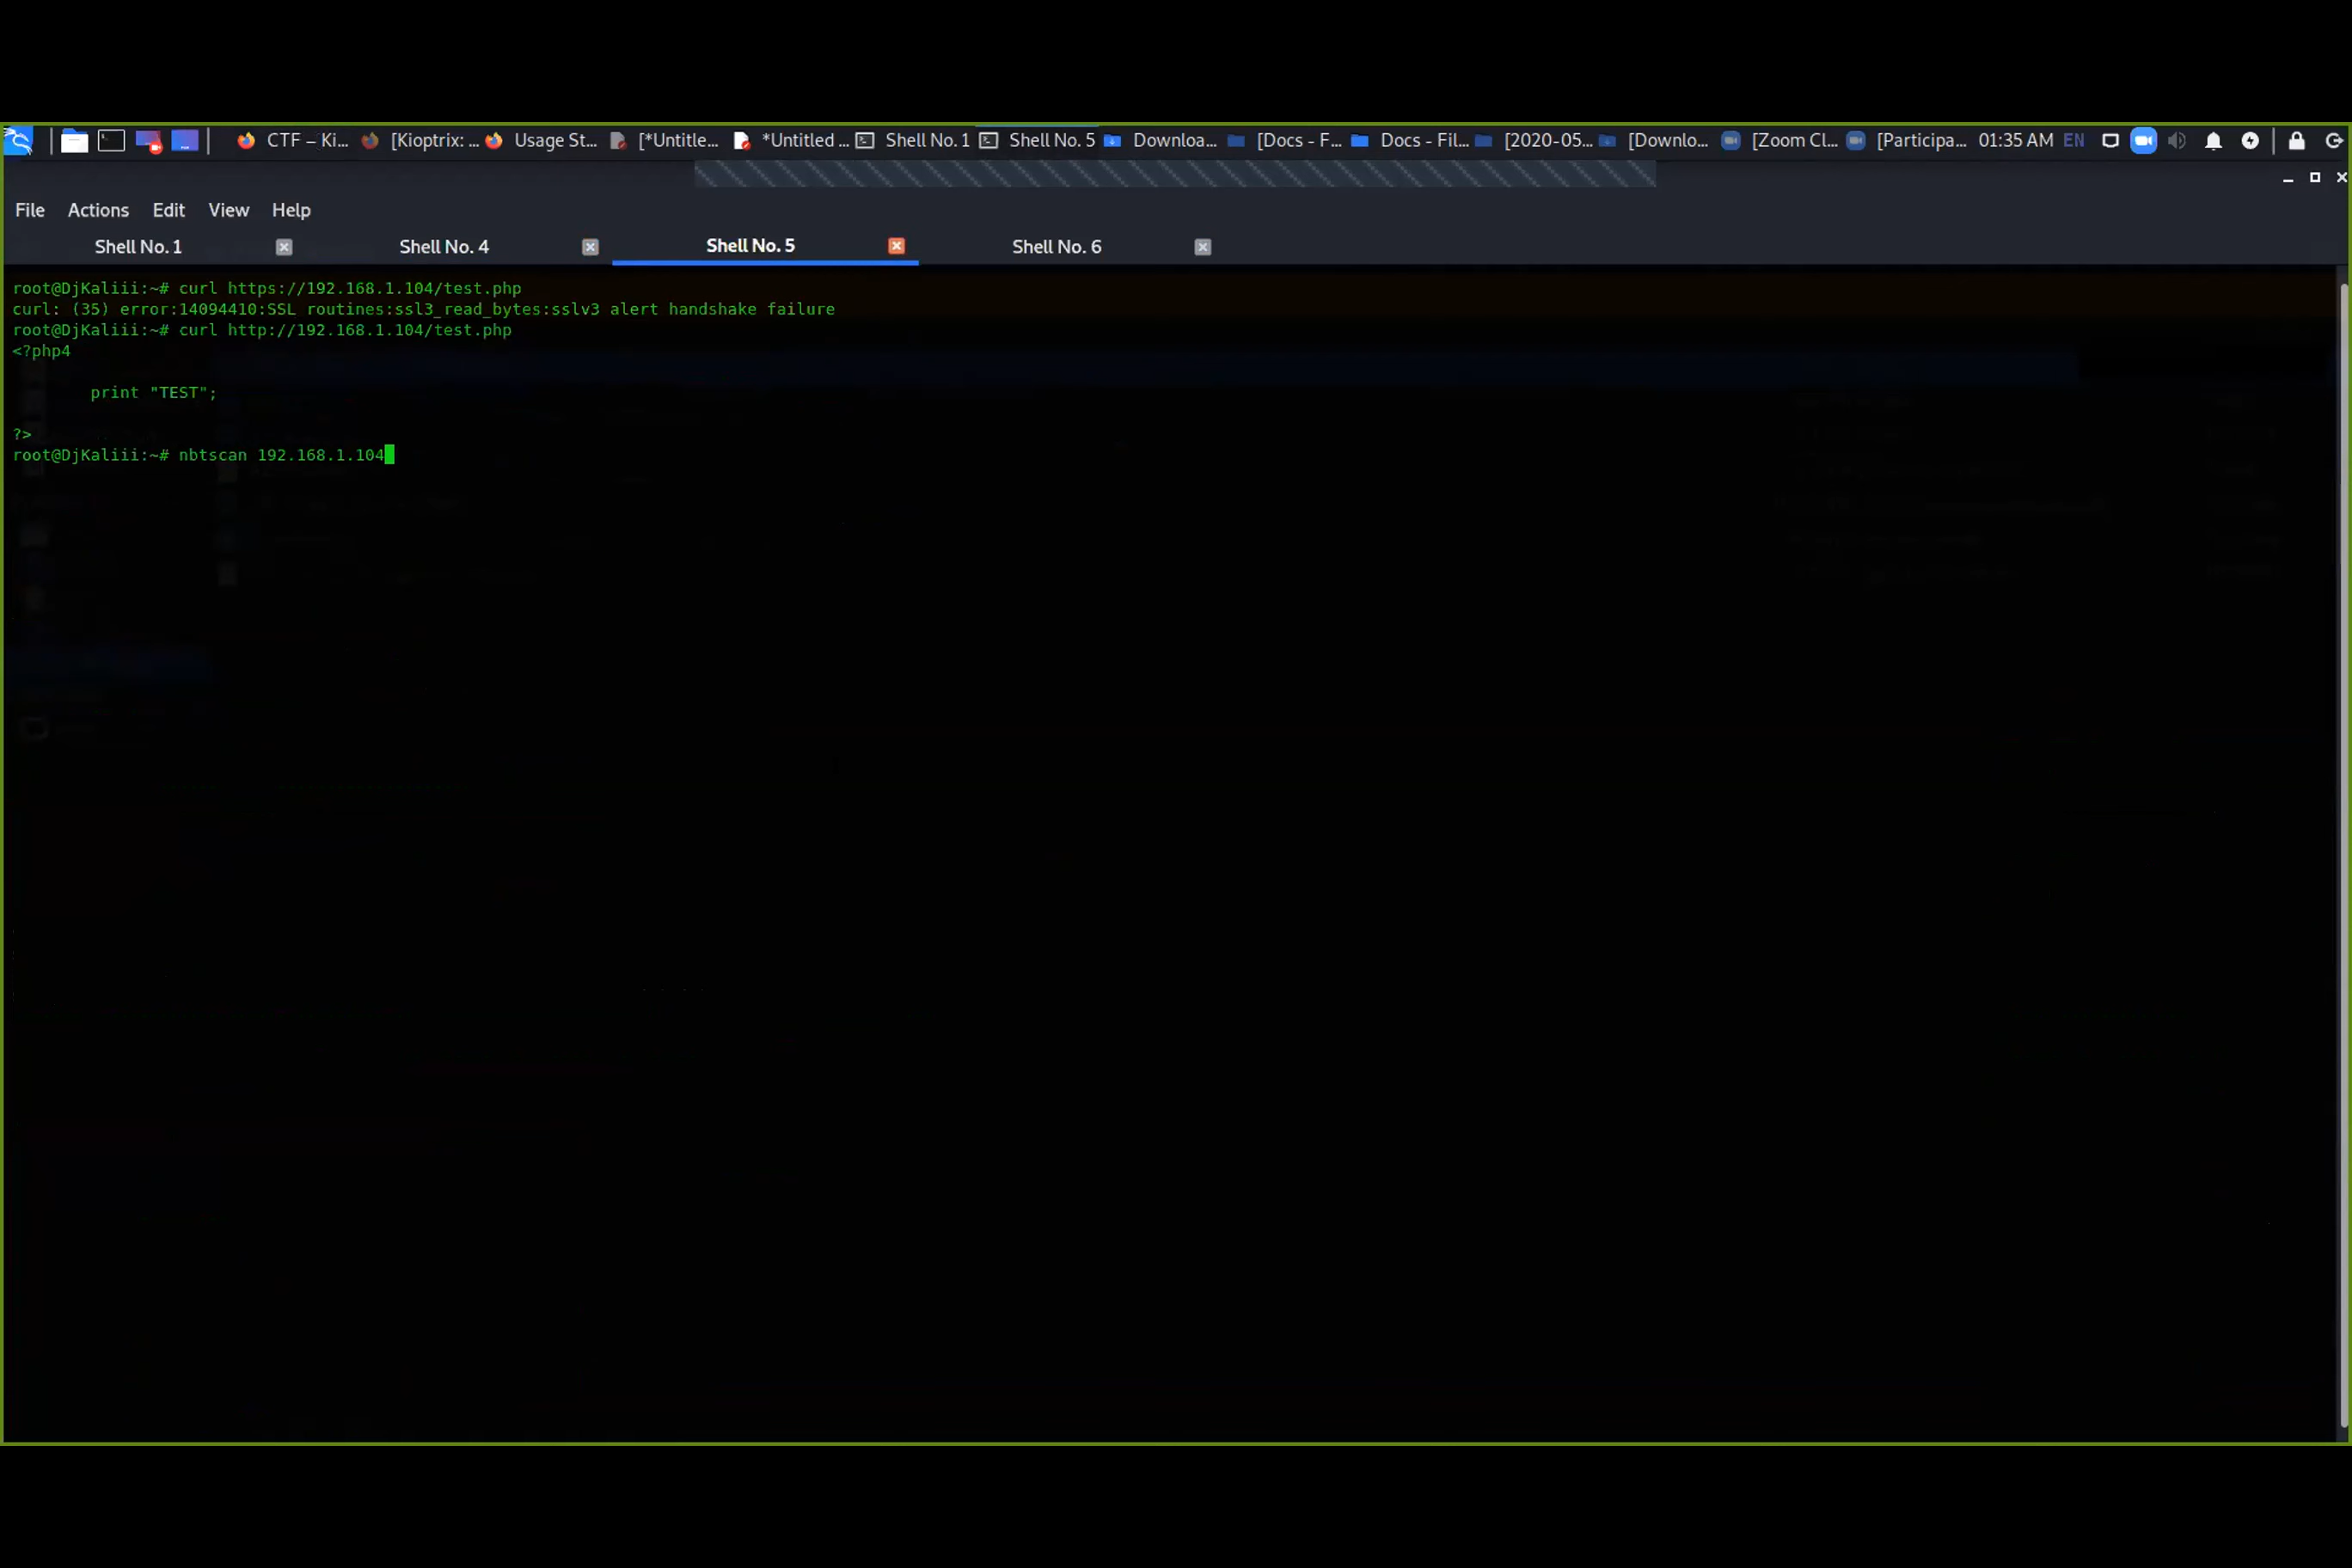 CTF – Ki... [Kioptrix: ... Usage St... [*Untitle... *Untitled ... Shell No. 1 Shell No. 5 Downloa... [Docs - F... Docs - Fil... [2020-05... [Downlo... [Zoom Cl... [Participa... 01:35 AM EN
File Actions Edit View Help
Shell No. 1 Shell No. 4 Shell No. 5 Shell No. 6
root@DjKaliii:~# curl https://192.168.1.104/test.php
curl: (35) error:14094410:SSL routines:ssl3_read_bytes:sslv3 alert handshake failure
root@DjKaliii:~# curl http://192.168.1.104/test.php
<?php4
print "TEST";
?>
root@DjKaliii:~# nbtscan 192.168.1.104